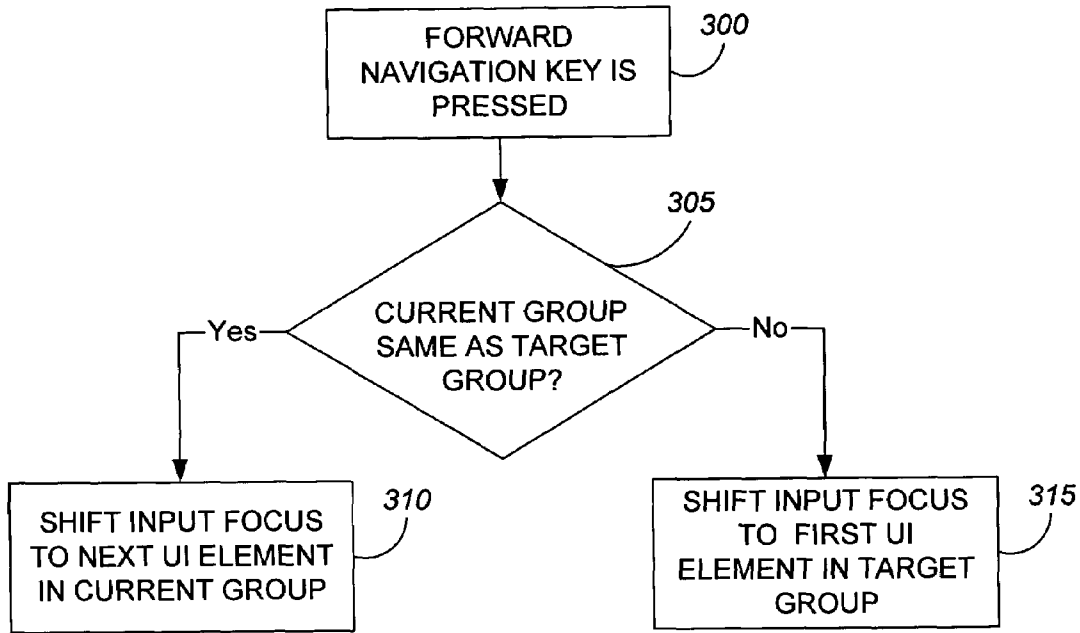 FORWARD
NAVIGATION KEY IS
PRESSED
300
305
CURRENT GROUP
SAME AS TARGET
GROUP?
Yes
No
SHIFT INPUT FOCUS
TO NEXT UI ELEMENT
IN CURRENT GROUP
310
SHIFT INPUT FOCUS
TO FIRST UI
ELEMENT IN TARGET
GROUP
315